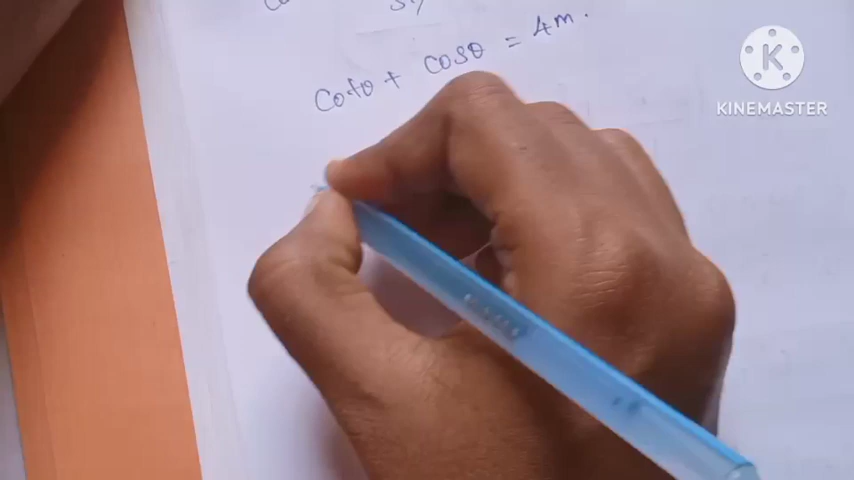 cotθ + cosθ = 4m.
K
KINEMASTER